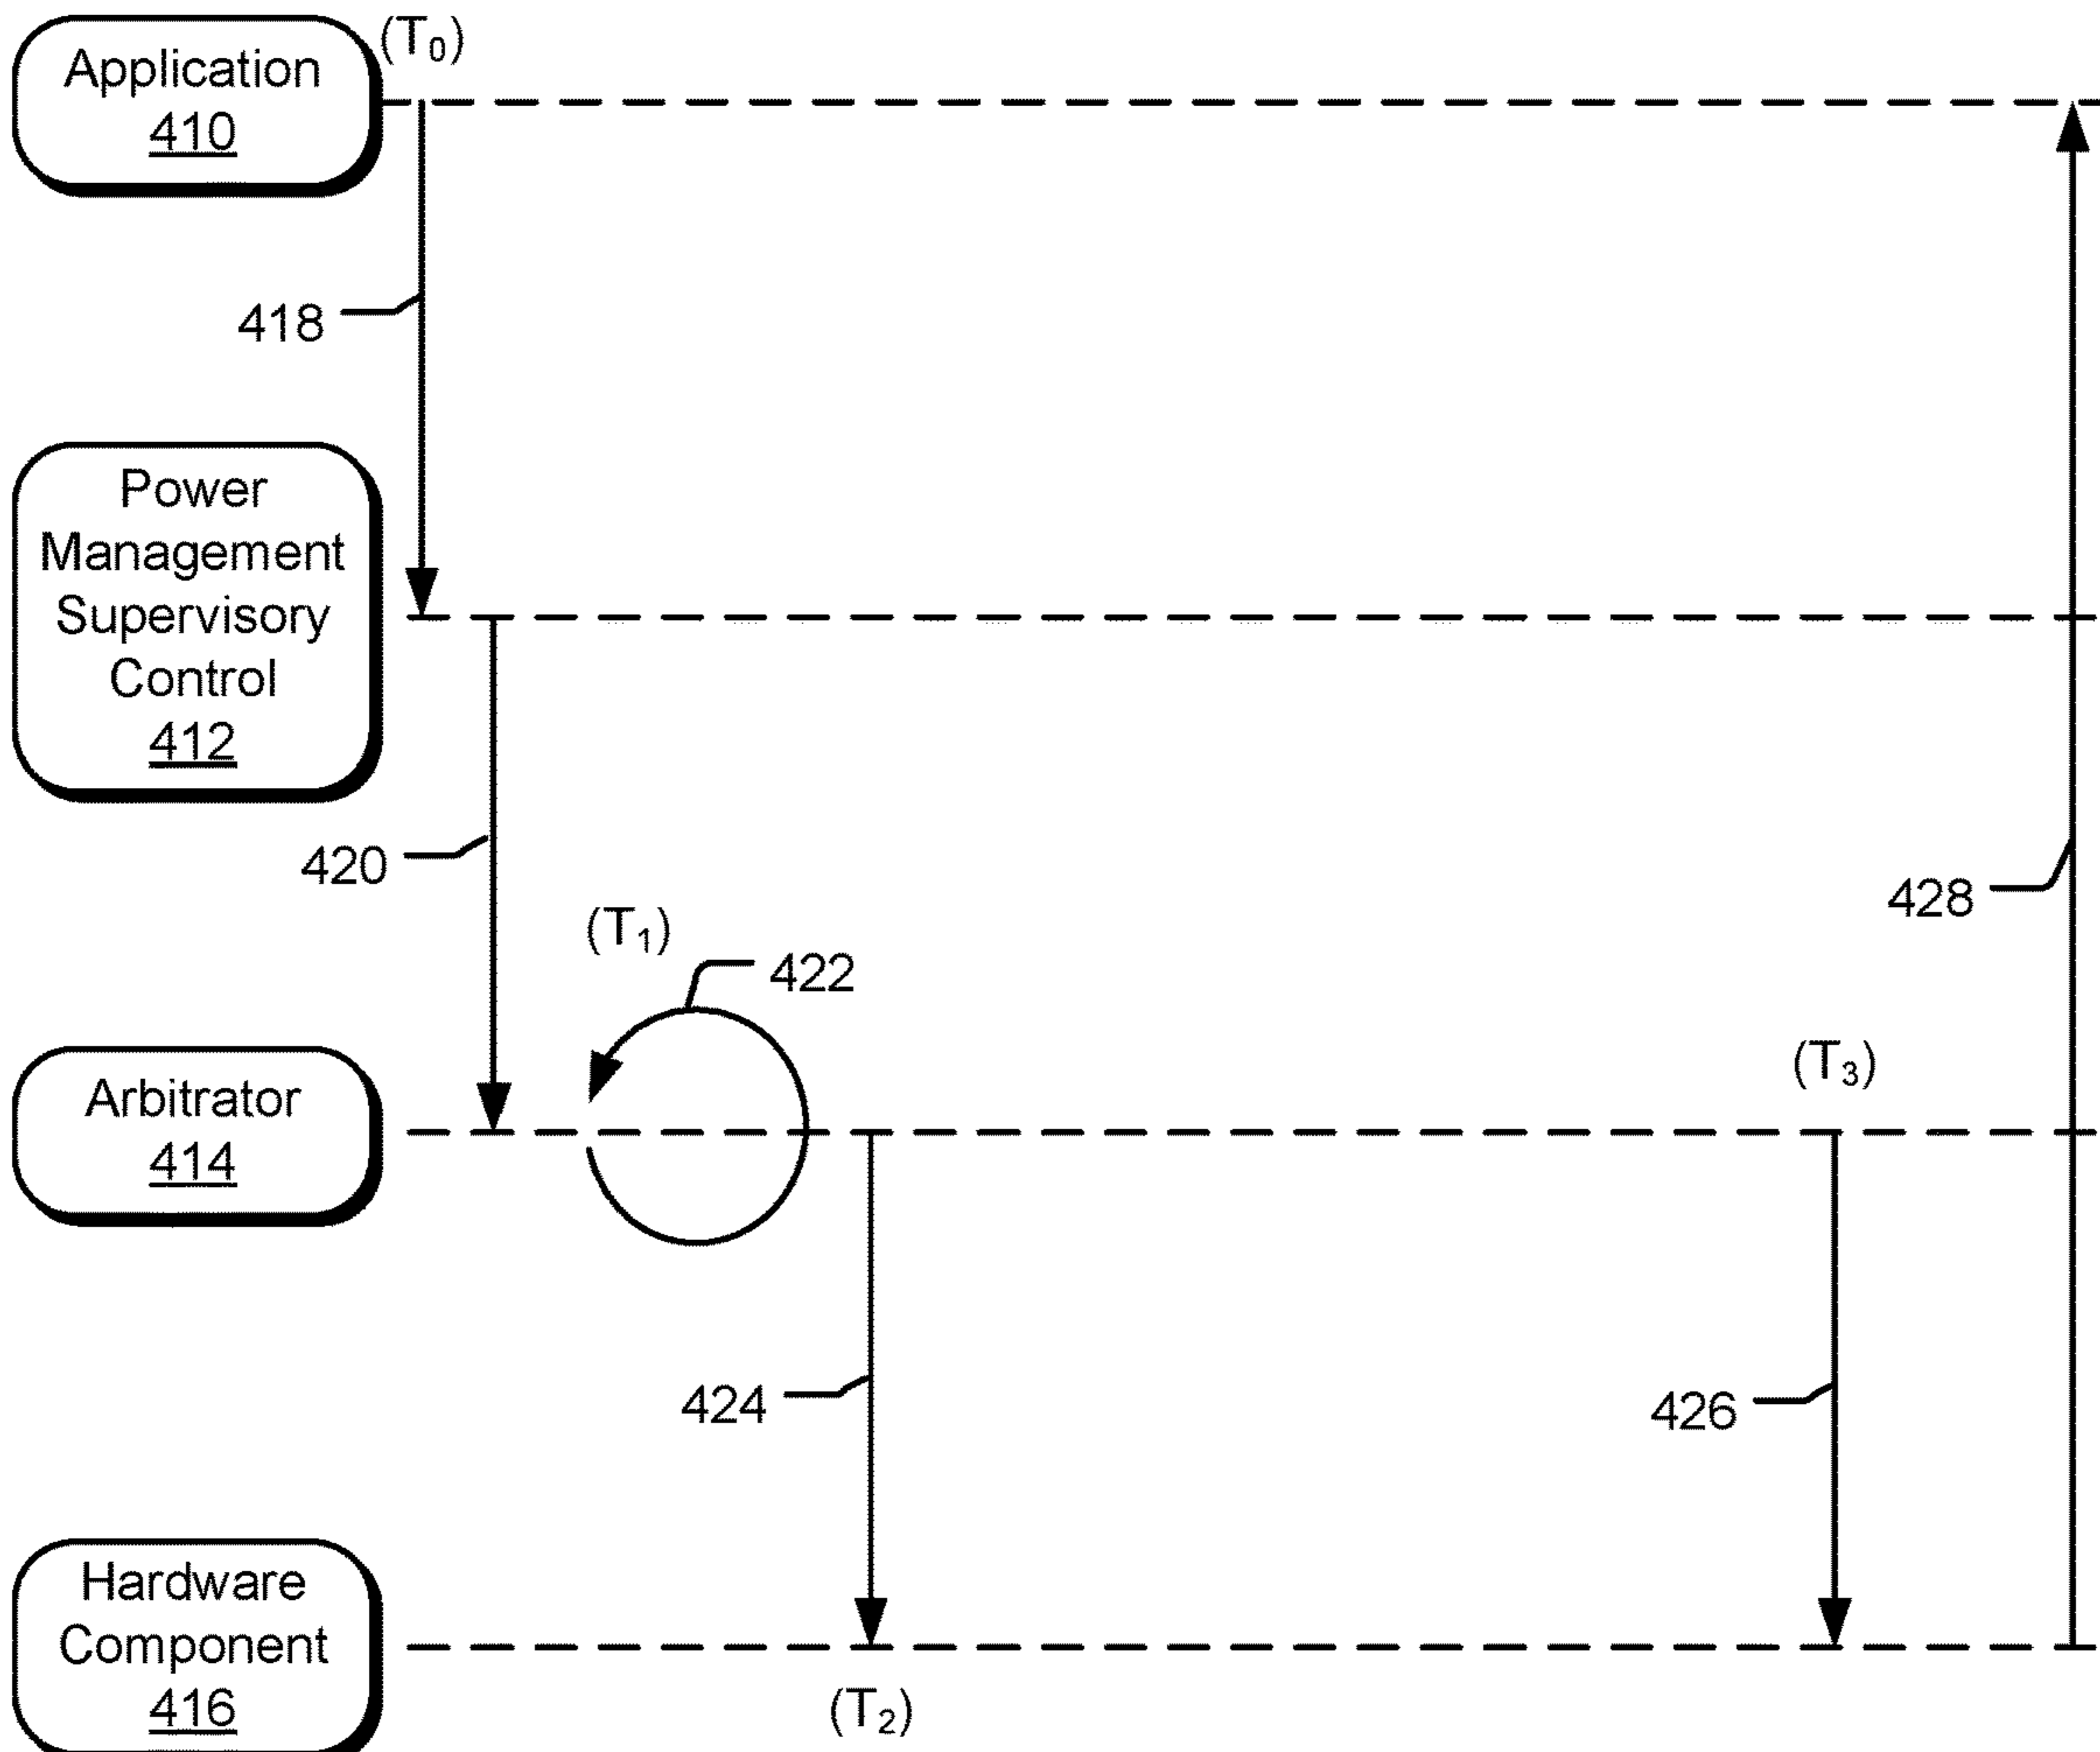 (T0)
Application
410
418
Power
Management
Supervisory
Control
412
420
428
(T1)
422
(T3)
Arbitrator
414
424
426
Hardware
Component
416
(T2)